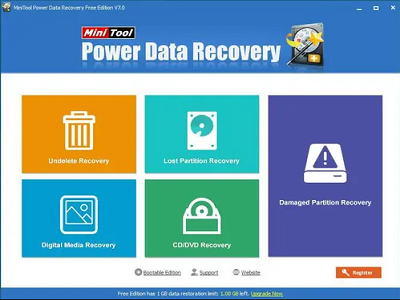 MiniTool Power Data Recovery Free Edition V7.0
Mini Tool
Power Data Recovery
Undelete Recovery
Lost Partition Recovery
Damaged Partition Recovery
Digital Media Recovery
CD/DVD Recovery
Bootable Edition
Support
Website
Register
Free Edition has 1 GB data restoration limit. 1.00 GB left. Upgrade Now